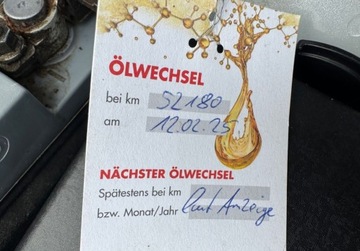 ÖLWECHSEL
bei km 52180
am 12.02.25
NÄCHSTER ÖLWECHSEL
Spätestens bei km
bzw. Monat/Jahr laut Anzeige